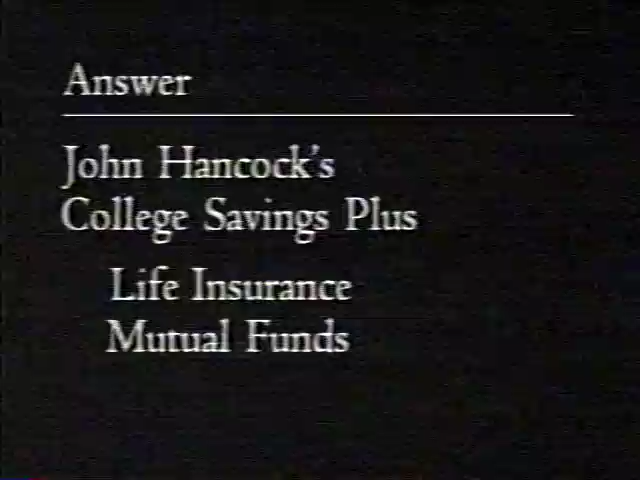 Answer
John Hancock's
College Savings Plus
Life Insurance
Mutual Funds